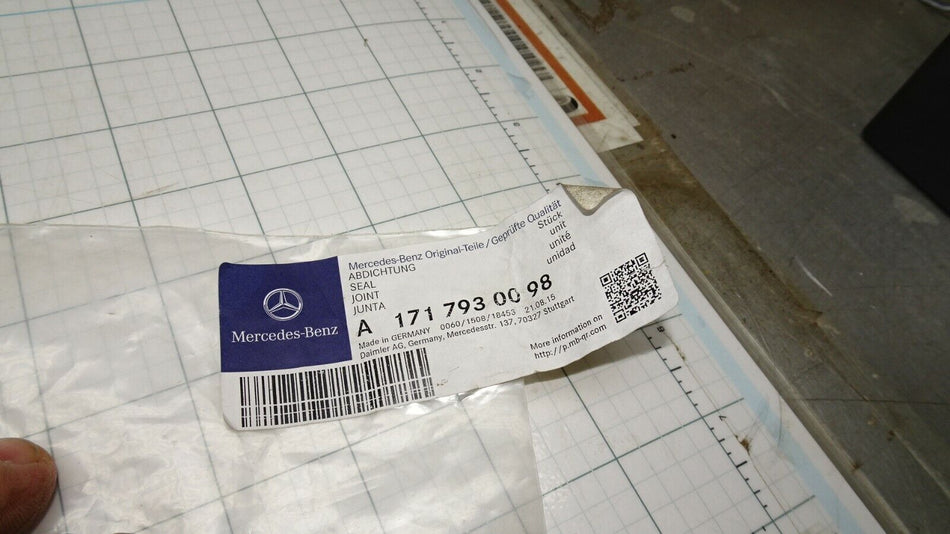 Mercedes-Benz
Mercedes-Benz Original-Teile / Geprüfte Qualität
ABDICHTUNG
SEAL
JOINT
JUNTA
Stück
unit
unité
unidad
A 171 793 00 98
Made in GERMANY 0060/1508/18453 21.08.15
Daimler AG, Germany, Mercedesstr. 137, 70327 Stuttgart
More information on
http://p.mb-qr.com